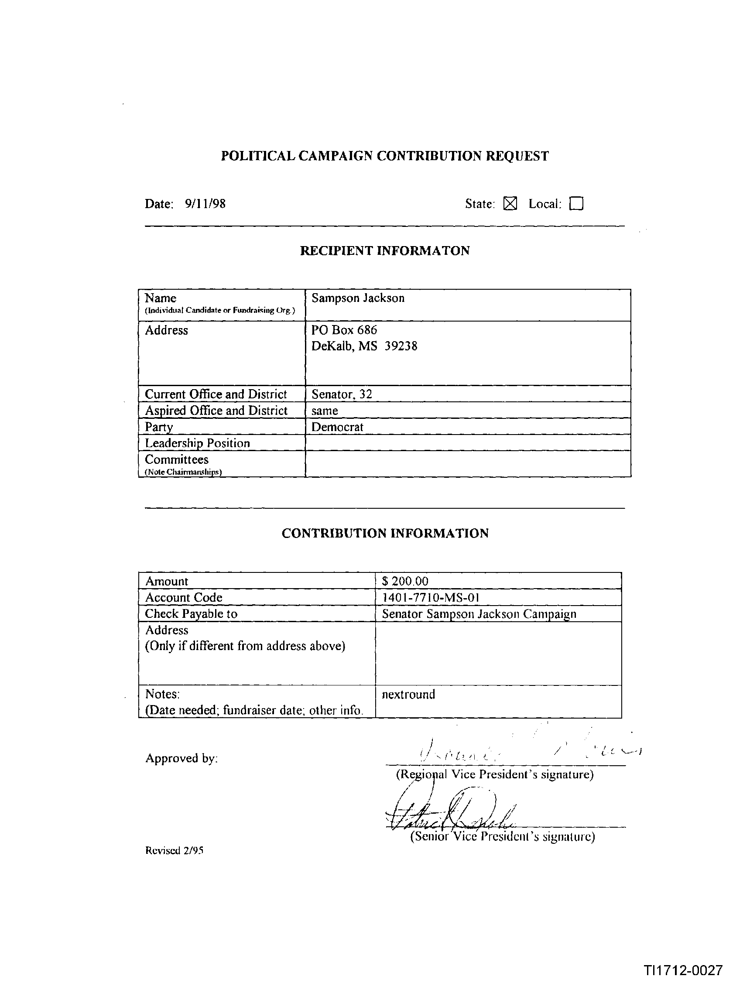 POLITICAL CAMPAIGN CONTRIBUTION REQUEST
Date: 9/11/98 State: ☒ Local: ☐
RECIPIENT INFORMATON
Name Sampson Jackson
(Individual Candidate or Fundraising Org.)
Address PO Box 686
DeKalb, MS 39238
Current Office and District Senator, 32
Aspired Office and District same
Party Democrat
Leadership Position
Committees
(Note Chairmanships)
CONTRIBUTION INFORMATION
Amount $ 200.00
Account Code 1401-7710-MS-01
Check Payable to Senator Sampson Jackson Campaign
Address
(Only if different from address above)
Notes: nextround
(Date needed; fundraiser date; other info.
Approved by:
(Regional Vice President's signature)
(Senior Vice President's signature)
Revised 2/95
TI1712-0027